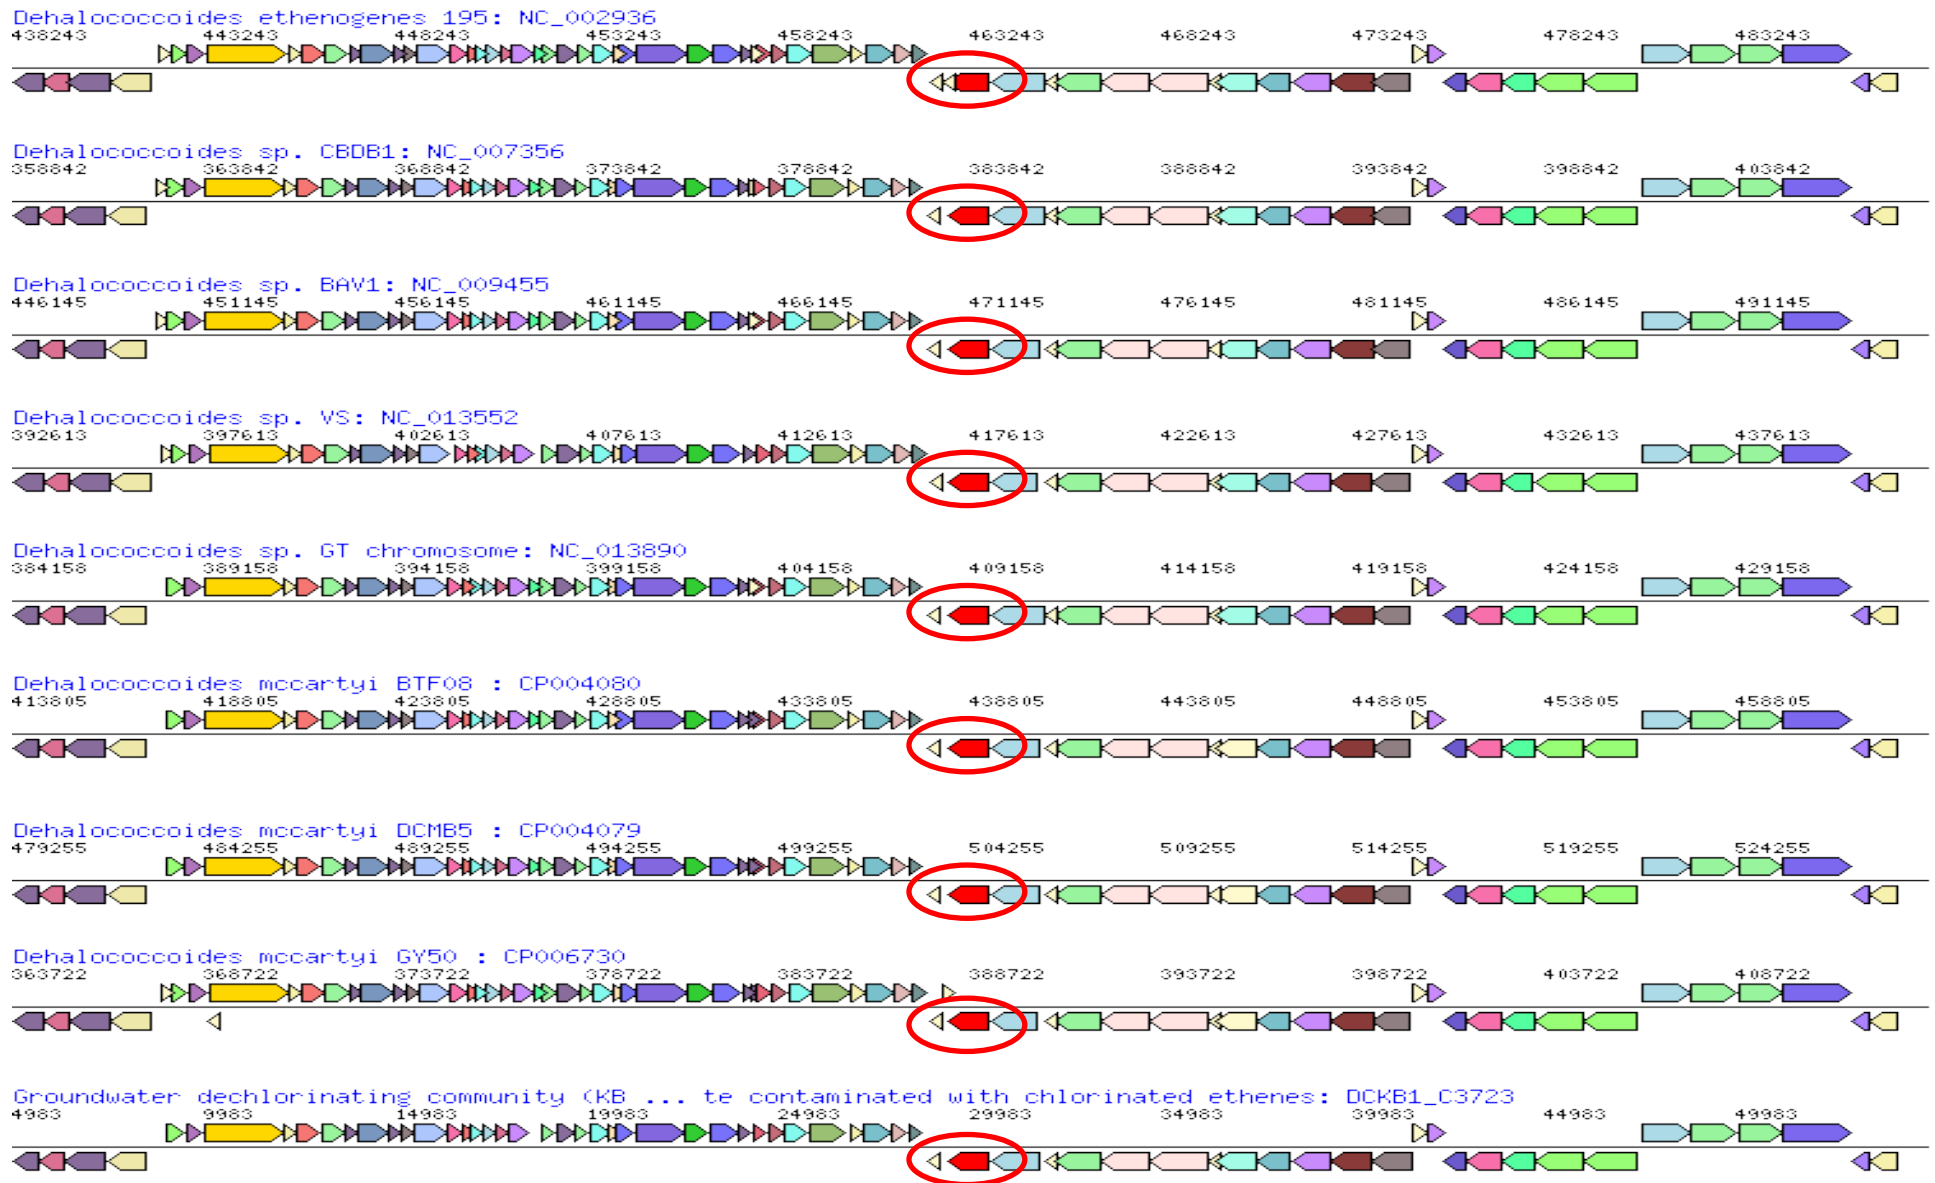 Dehalococcoides ethenogenes 195: NC_002936
438243 443243 448243 453243 458243 463243 468243 473243 478243 483243
Dehalococcoides sp. CBDB1: NC_007356
358842 363842 368842 373842 378842 383842 388842 393842 398842 403842
Dehalococcoides sp. BAV1: NC_009455
446145 451145 456145 461145 466145 471145 476145 481145 486145 491145
Dehalococcoides sp. VS: NC_013552
392613 397613 402613 407613 412613 417613 422613 427613 432613 437613
Dehalococcoides sp. GT chromosome: NC_013890
384158 389158 394158 399158 404158 409158 414158 419158 424158 429158
Dehalococcoides mccartyi BTF08 : CP004080
413805 418805 423805 428805 433805 438805 443805 448805 453805 458805
Dehalococcoides mccartyi DCMB5 : CP004079
479255 484255 489255 494255 499255 504255 509255 514255 519255 524255
Dehalococcoides mccartyi GY50 : CP006730
363722 368722 373722 378722 383722 388722 393722 398722 403722 408722
Groundwater dechlorinating community (KB ... te contaminated with chlorinated ethenes: DCKB1_C3723
4983 9983 14983 19983 24983 29983 34983 39983 44983 49983